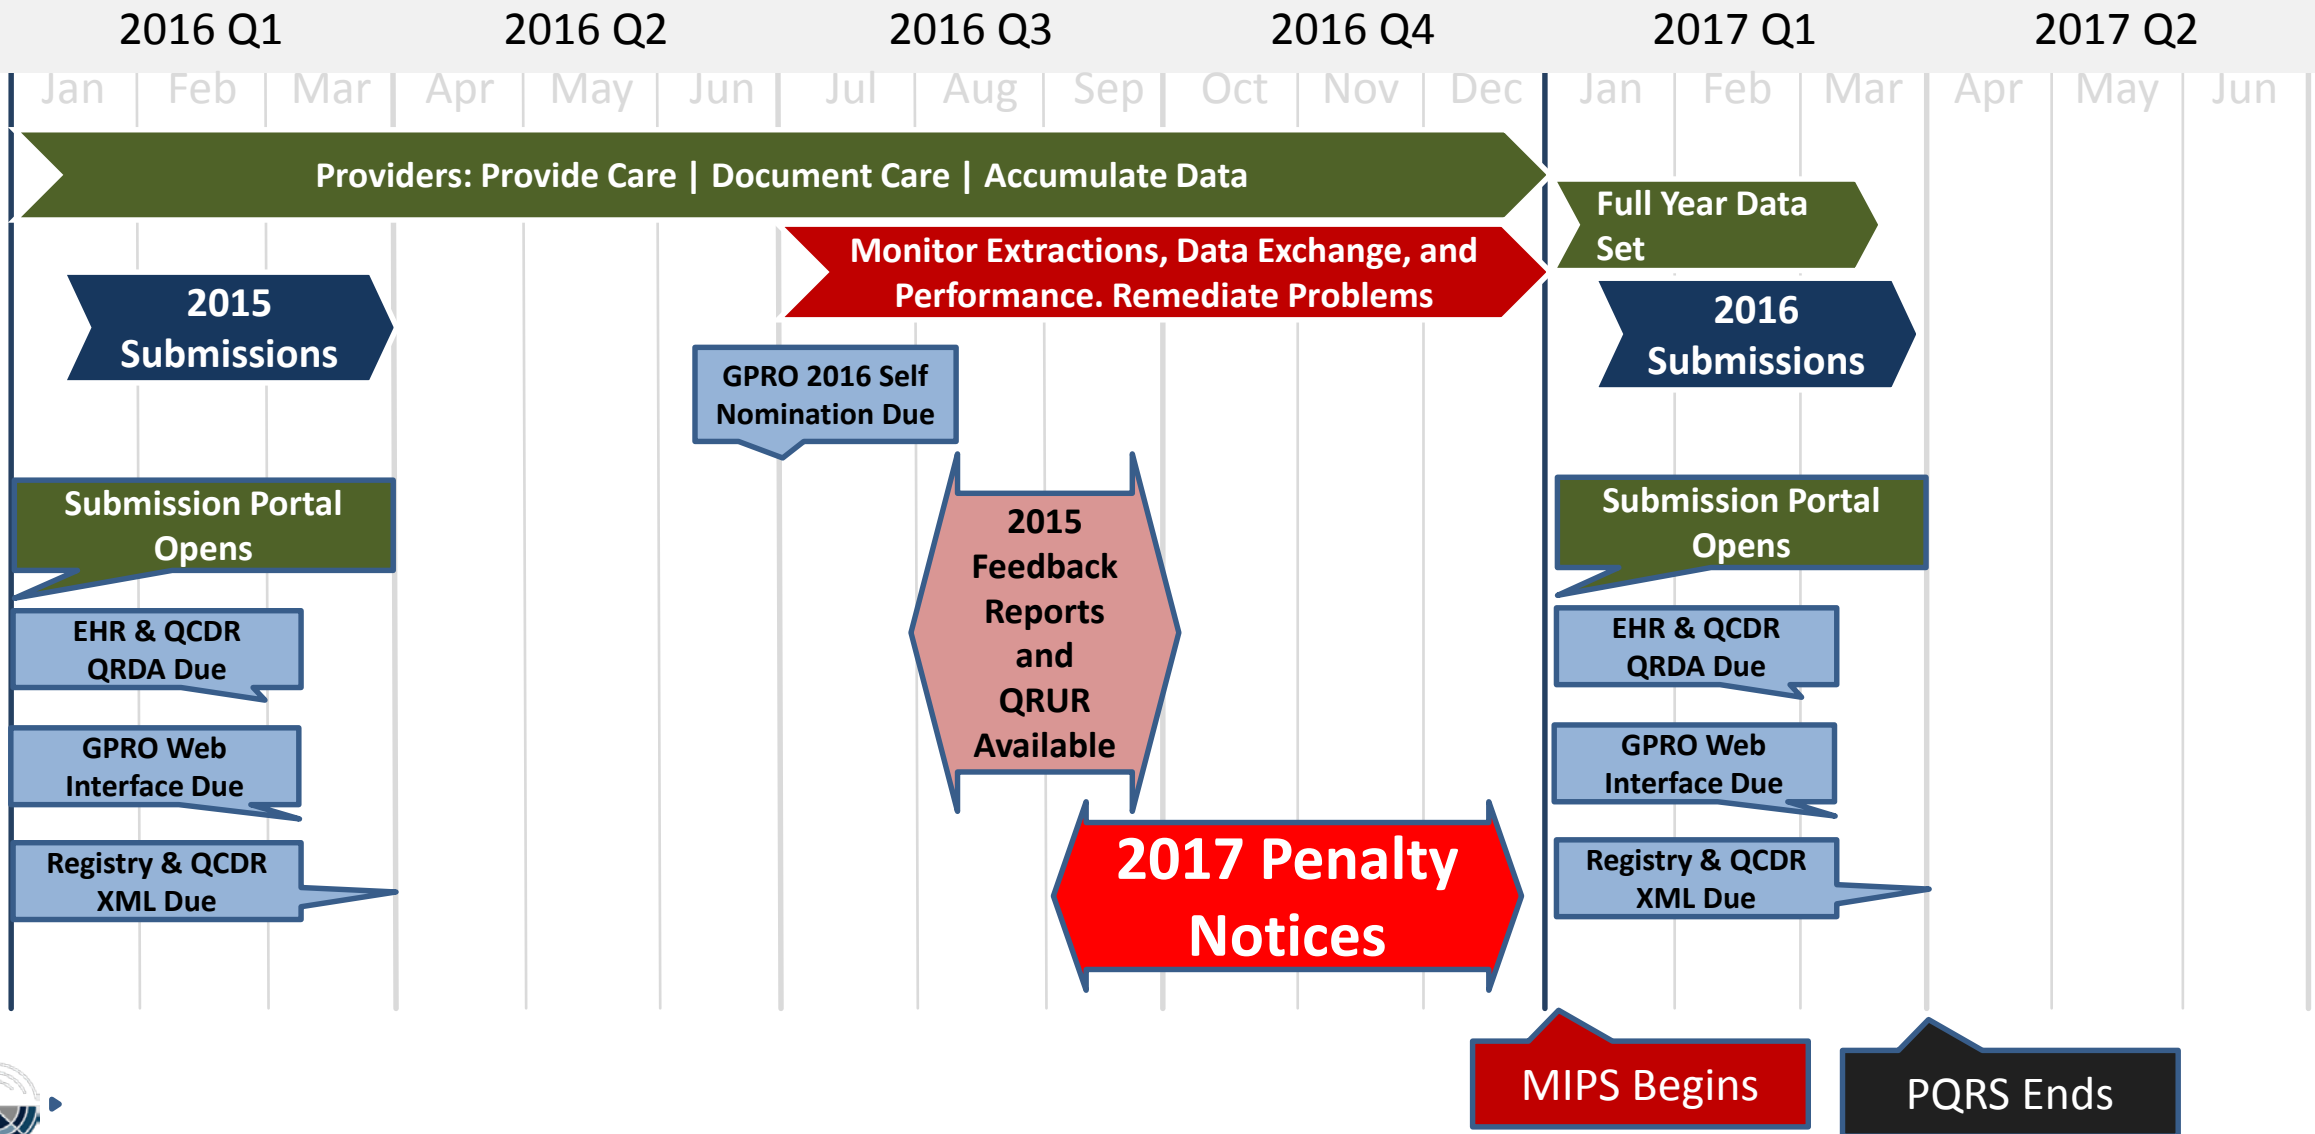 2016 Q1 2016 Q2 2016 Q3 2016 Q4 2017 Q1 2017 Q2
Jan Feb Mar Apr May Jun Jul Aug Sep Oct Nov Dec Jan Feb Mar Apr May Jun
Providers: Provide Care | Document Care | Accumulate Data
Full Year Data
Set
Monitor Extractions, Data Exchange, and
Performance. Remediate Problems
2015
Submissions
2016
Submissions
GPRO 2016 Self
Nomination Due
Submission Portal
Opens
EHR & QCDR
QRDA Due
GPRO Web
Interface Due
Registry & QCDR
XML Due
2015
Feedback
Reports
and
QRUR
Available
2017 Penalty
Notices
Submission Portal
Opens
EHR & QCDR
QRDA Due
GPRO Web
Interface Due
Registry & QCDR
XML Due
MIPS Begins
PQRS Ends